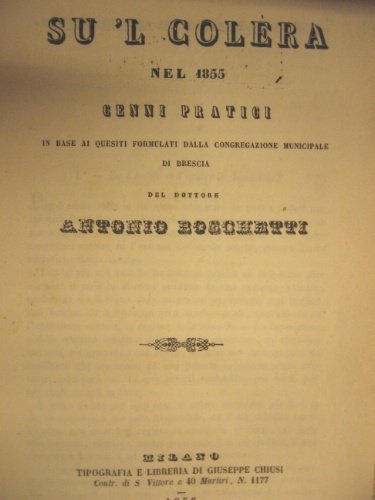 SU 'L COLÈRA
NEL 1855
CENNI PRATICI
IN BASE AI QUESITI FORMULATI DALLA CONGREGAZIONE MUNICIPALE
DI BRESCIA
DEL DOTTORE
ANTONIO BOSCHETTI
MILANO
TIPOGRAFIA E LIBRERIA DI GIUSEPPE CHIUSI
Contr. di S Vittore e 40 Martiri, N. 1177